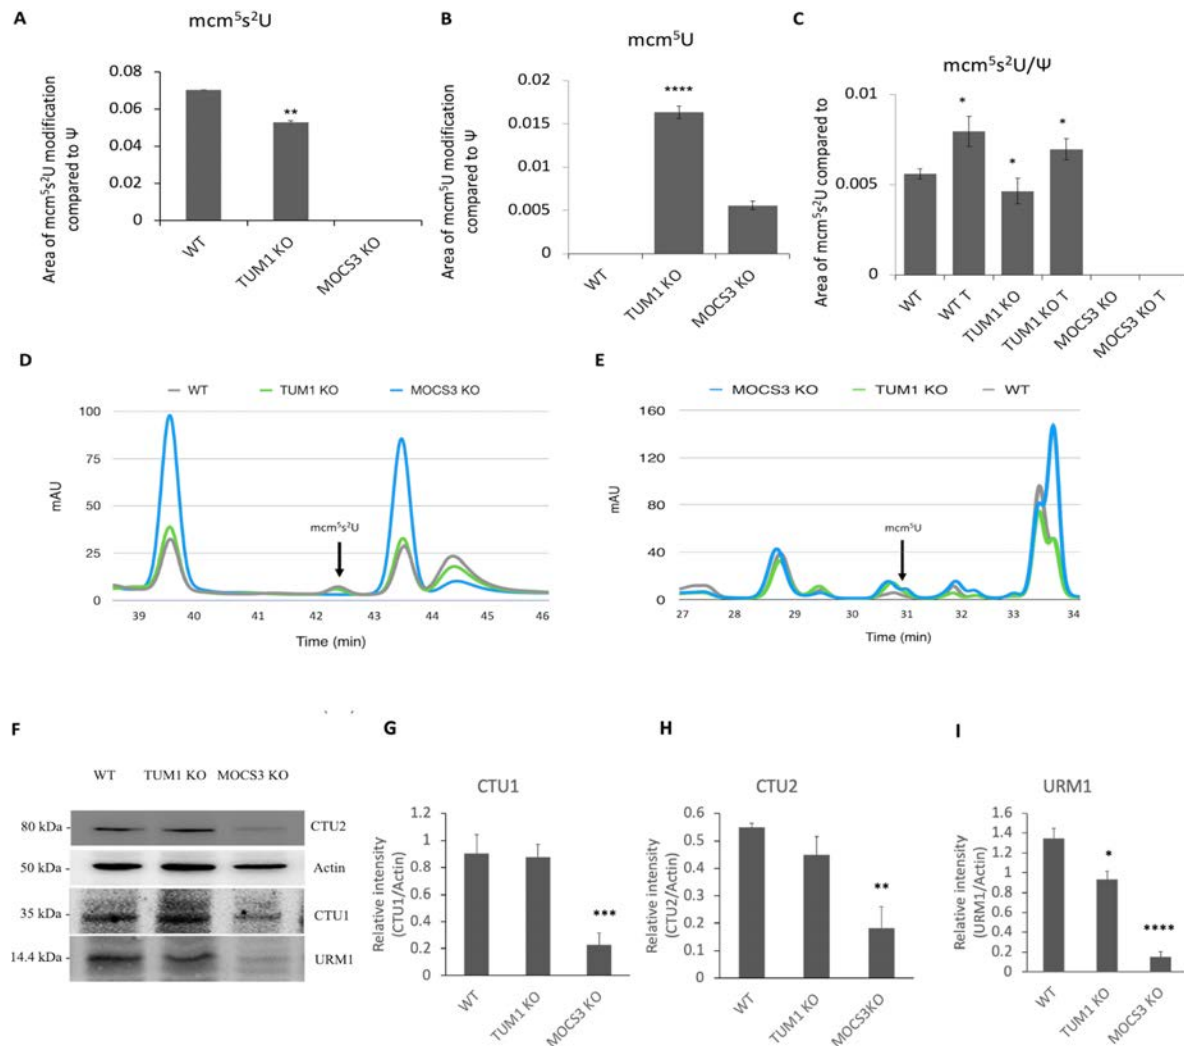 A
mcm⁵s²U
Area of mcm⁵s²U modification
compared to Ψ
0.08
0.06
0.04
0.02
0
**
WT
TUM1 KO
MOCS3 KO
B
mcm⁵U
Area of mcm⁵U modification
compared to Ψ
0.02
0.015
0.01
0.005
0
****
WT
TUM1 KO
MOCS3 KO
C
mcm⁵s²U/Ψ
Area of mcm⁵s²U compared to
0.01
0.005
0
*
*
*
WT
WT T
TUM1 KO
TUM1 KO T
MOCS3 KO
MOCS3 KO T
D
WT
TUM1 KO
MOCS3 KO
mAU
100
75
50
25
0
mcm⁵s²U
39
40
41
42
43
44
45
46
Time (min)
E
MOCS3 KO
TUM1 KO
WT
mAU
160
120
80
40
0
mcm⁵U
27
28
29
30
31
32
33
34
Time (min)
F
WT
TUM1 KO
MOCS3 KO
80 kDa
CTU2
50 kDa
Actin
35 kDa
CTU1
14.4 kDa
URM1
G
CTU1
Relative intensity
(CTU1/Actin)
1.2
1
0.8
0.6
0.4
0.2
0
***
WT
TUM1 KO
MOCS3 KO
H
CTU2
Relative intensity
(CTU2/Actin)
0.6
0.5
0.4
0.3
0.2
0.1
0
**
WT
TUM1 KO
MOCS3KO
I
URM1
Relative intensity
(URM1/Actin)
1.6
1.4
1.2
1
0.8
0.6
0.4
0.2
0
*
****
WT
TUM1 KO
MOCS3 KO